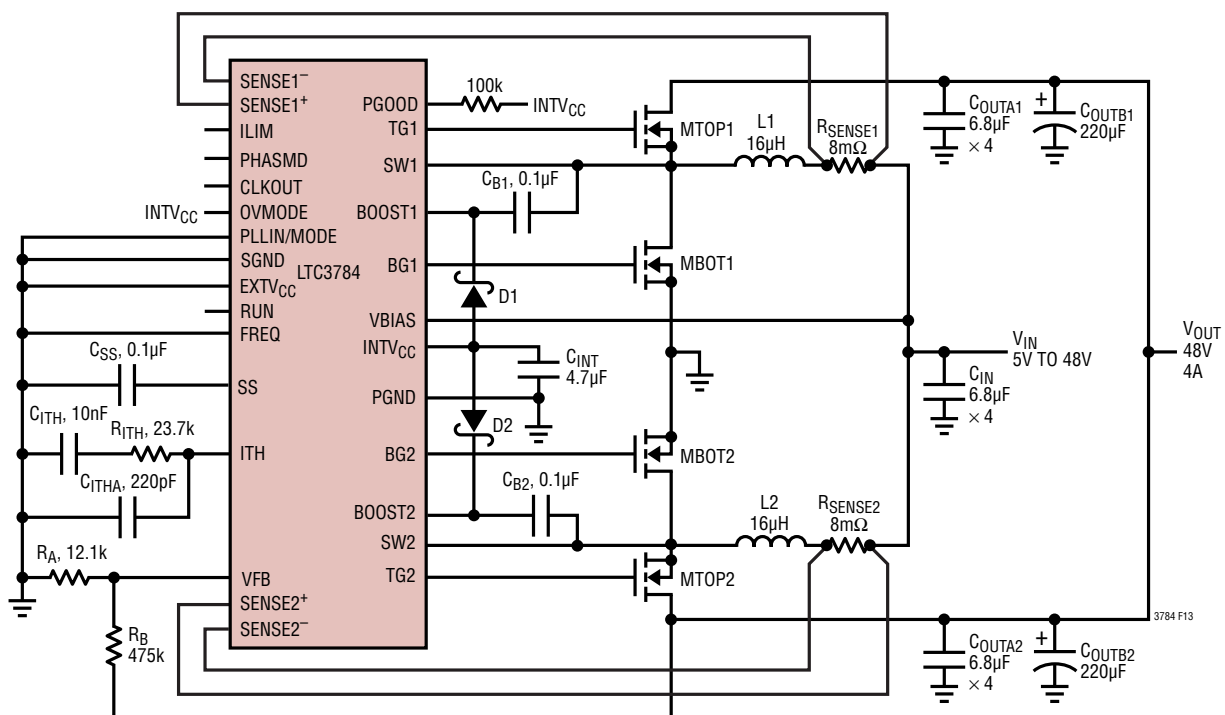 SENSE1–
SENSE1+
ILIM
PHASMD
CLKOUT
INTVCC
OVMODE
PLLIN/MODE
SGND
LTC3784
EXTVCC
RUN
FREQ
CSS, 0.1µF
SS
CITH, 10nF
RITH, 23.7k
ITH
CITHA, 220pF
RA, 12.1k
VFB
SENSE2+
SENSE2–
RB
475k
PGOOD
100k
INTVCC
TG1
SW1
CB1, 0.1µF
BOOST1
BG1
D1
VBIAS
INTVCC
CINT
4.7µF
PGND
D2
BG2
CB2, 0.1µF
BOOST2
SW2
TG2
MTOP1
L1
16µH
RSENSE1
8mΩ
MBOT1
MBOT2
L2
16µH
RSENSE2
8mΩ
MTOP2
COUTA1
6.8µF
× 4
+
COUTB1
220µF
VIN
5V TO 48V
CIN
6.8µF
× 4
VOUT
48V
4A
3784 F13
COUTA2
6.8µF
× 4
+
COUTB2
220µF